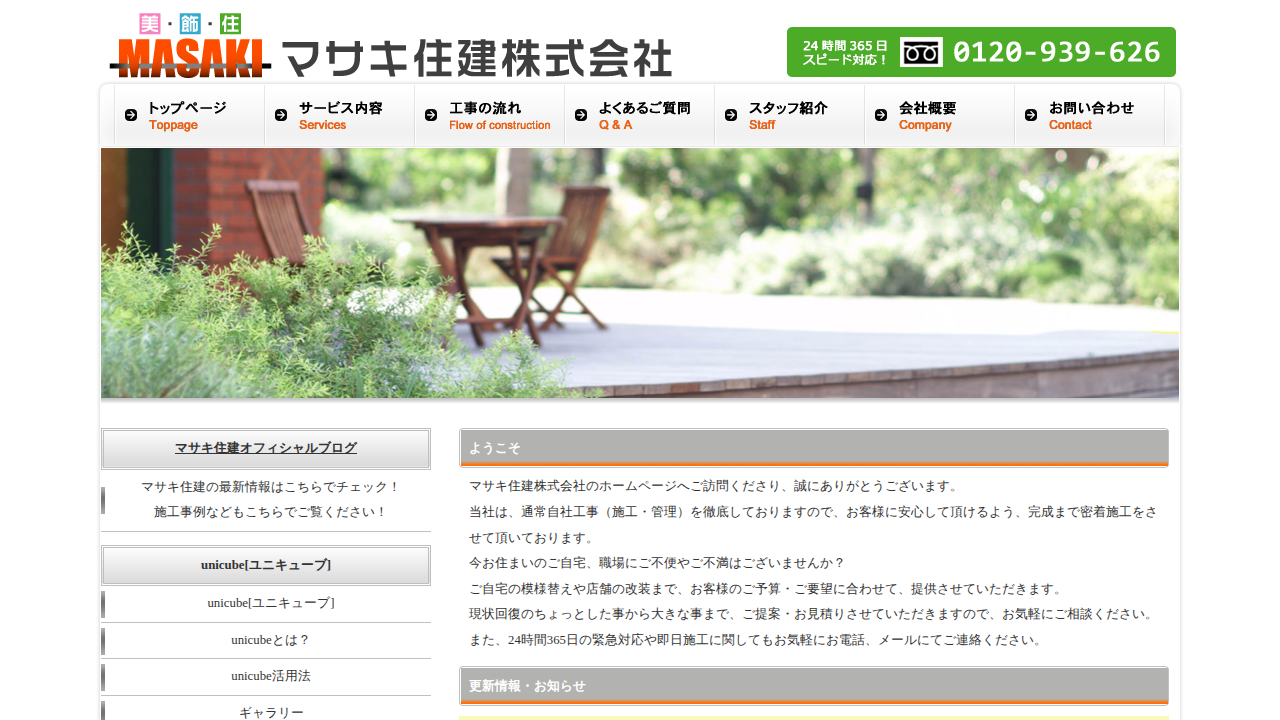 美・飾・住
MASAKI マサキ住建株式会社
24時間365日
スピード対応！
0120-939-626
トップページ
Toppage
サービス内容
Services
工事の流れ
Flow of construction
よくあるご質問
Q & A
スタッフ紹介
Staff
会社概要
Company
お問い合わせ
Contact
マサキ住建オフィシャルブログ
マサキ住建の最新情報はこちらでチェック！
施工事例などもこちらでご覧ください！
unicube[ユニキューブ]
unicube[ユニキューブ]
unicubeとは？
unicube活用法
ギャラリー
ようこそ
マサキ住建株式会社のホームページへご訪問くださり、誠にありがとうございます。
当社は、通常自社工事（施工・管理）を徹底しておりますので、お客様に安心して頂けるよう、完成まで密着施工をさ
せて頂いております。
今お住まいのご自宅、職場にご不便やご不満はございませんか？
ご自宅の模様替えや店舗の改装まで、お客様のご予算・ご要望に合わせて、提供させていただきます。
現状回復のちょっとした事から大きな事まで、ご提案・お見積りさせていただきますので、お気軽にご相談ください。
また、24時間365日の緊急対応や即日施工に関してもお気軽にお電話、メールにてご連絡ください。
更新情報・お知らせ